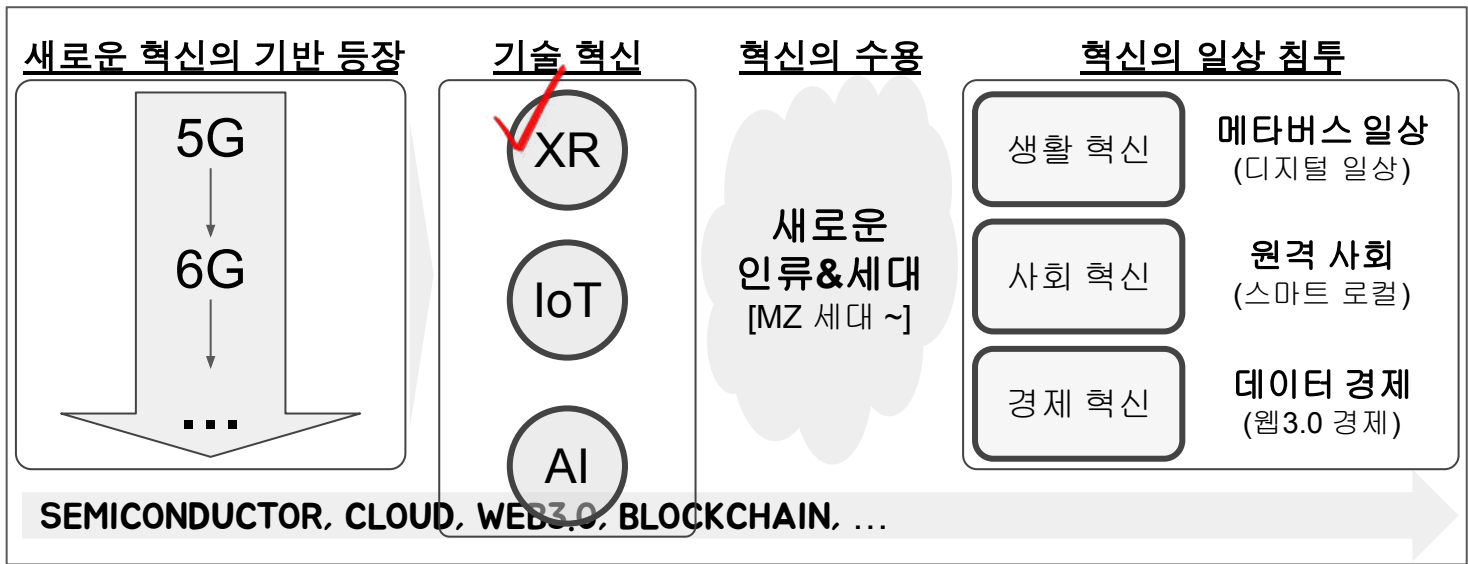 새로운 혁신의 기반 등장
기술 혁신
혁신의 수용
혁신의 일상 침투
5G
6G
...
XR
IoT
AI
새로운
인류&세대
[MZ 세대 ~]
생활 혁신
메타버스 일상
(디지털 일상)
사회 혁신
원격 사회
(스마트 로컬)
경제 혁신
데이터 경제
(웹3.0 경제)
SEMICONDUCTOR, CLOUD, WEB3.0, BLOCKCHAIN, ...